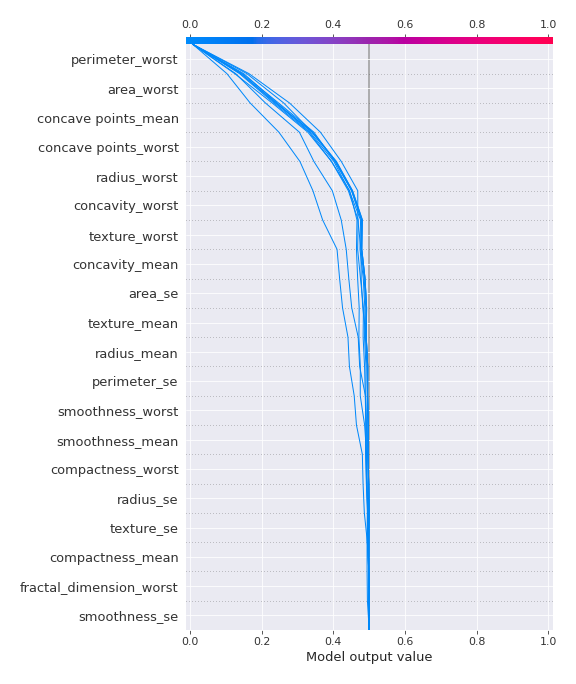 0.0 0.2 0.4 0.6 0.8 1.0
perimeter_worst
area_worst
concave points_mean
concave points_worst
radius_worst
concavity_worst
texture_worst
concavity_mean
area_se
texture_mean
radius_mean
perimeter_se
smoothness_worst
smoothness_mean
compactness_worst
radius_se
texture_se
compactness_mean
fractal_dimension_worst
smoothness_se
0.0 0.2 0.4 0.6 0.8 1.0
Model output value